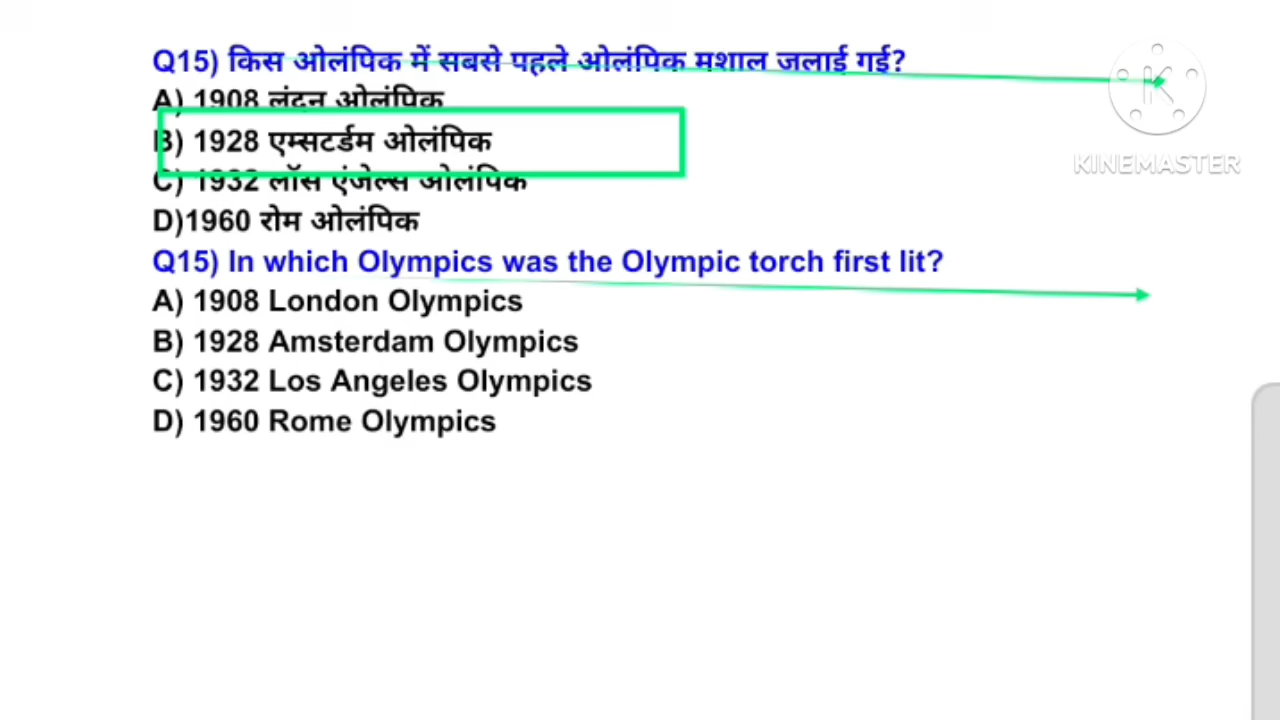 Q15) किस ओलंपिक में सबसे पहले ओलंपिक मशाल जलाई गई?
A) 1908 लंदन ओलंपिक
B) 1928 एम्सटर्डम ओलंपिक
C) 1932 लॉस एंजेल्स ओलंपिक
D)1960 रोम ओलंपिक
Q15) In which Olympics was the Olympic torch first lit?
A) 1908 London Olympics
B) 1928 Amsterdam Olympics
C) 1932 Los Angeles Olympics
D) 1960 Rome Olympics
K
KINEMASTER